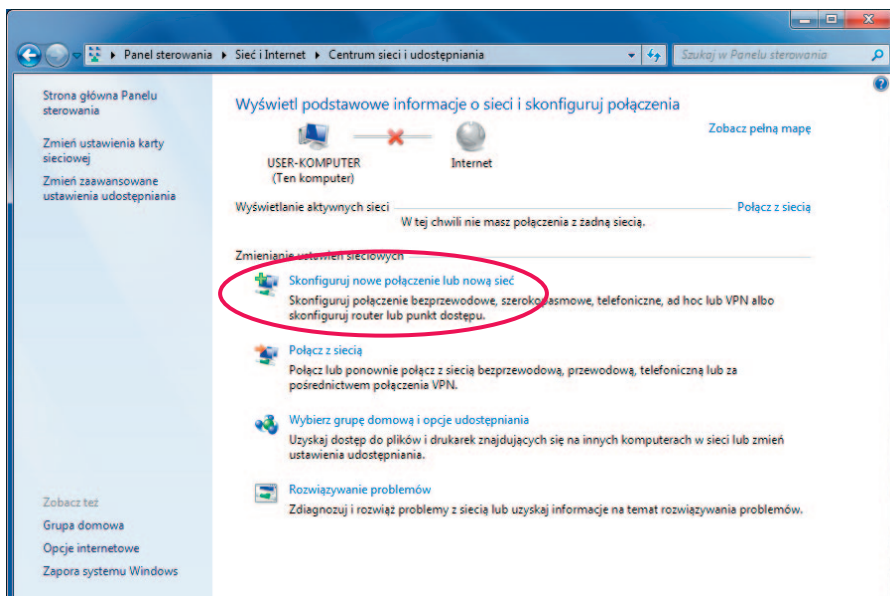 Panel sterowania ▸ Sieć i Internet ▸ Centrum sieci i udostępniania
Szukaj w Panelu sterowania
Strona główna Panelu
sterowania
Zmień ustawienia karty
sieciowej
Zmień zaawansowane
ustawienia udostępniania
Wyświetl podstawowe informacje o sieci i skonfiguruj połączenia
Zobacz pełną mapę
USER-KOMPUTER
(Ten komputer)
Internet
Wyświetlanie aktywnych sieci
Połącz z siecią
W tej chwili nie masz połączenia z żadną siecią.
Zmienianie ustawień sieciowych
Skonfiguruj nowe połączenie lub nową sieć
Skonfiguruj połączenie bezprzewodowe, szerokopasmowe, telefoniczne, ad hoc lub VPN albo
skonfiguruj router lub punkt dostępu.
Połącz z siecią
Połącz lub ponownie połącz z siecią bezprzewodową, przewodową, telefoniczną lub za
pośrednictwem połączenia VPN.
Wybierz grupę domową i opcje udostępniania
Uzyskaj dostęp do plików i drukarek znajdujących się na innych komputerach w sieci lub zmień
ustawienia udostępniania.
Rozwiązywanie problemów
Zdiagnozuj i rozwiąż problemy z siecią lub uzyskaj informacje na temat rozwiązywania problemów.
Zobacz też
Grupa domowa
Opcje internetowe
Zapora systemu Windows